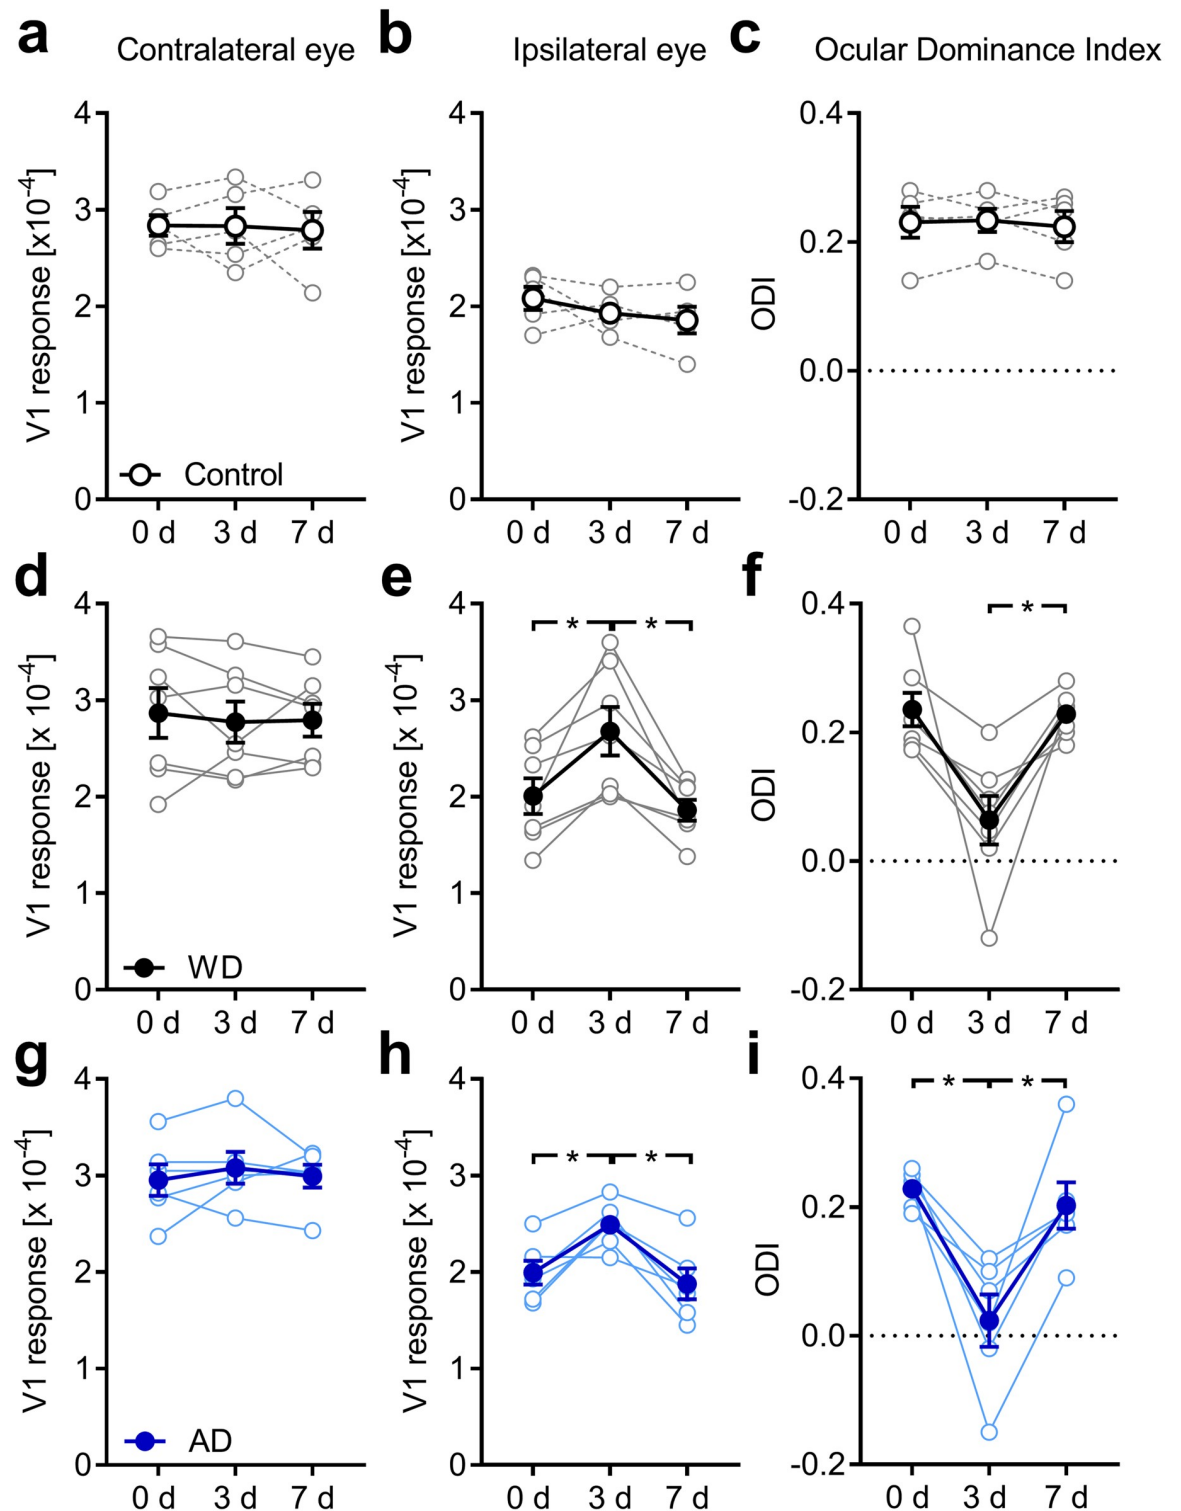 a Contralateral eye b Ipsilateral eye c Ocular Dominance Index
4
3
2
1
0
V1 response [x10-4]
Control
0 d 3 d 7 d
4
3
2
1
0
V1 response [x10-4]
0 d 3 d 7 d
0.4
0.2
0.0
-0.2
ODI
0 d 3 d 7 d
d e f
4
3
2
1
0
V1 response [x 10-4]
WD
0 d 3 d 7 d
4
3
2
1
0
V1 response [x 10-4]
* *
0 d 3 d 7 d
0.4
0.2
0.0
-0.2
ODI
*
0 d 3 d 7 d
g h i
4
3
2
1
0
V1 response [x 10-4]
AD
0 d 3 d 7 d
4
3
2
1
0
V1 response [x 10-4]
* *
0 d 3 d 7 d
0.4
0.2
0.0
-0.2
ODI
* *
0 d 3 d 7 d